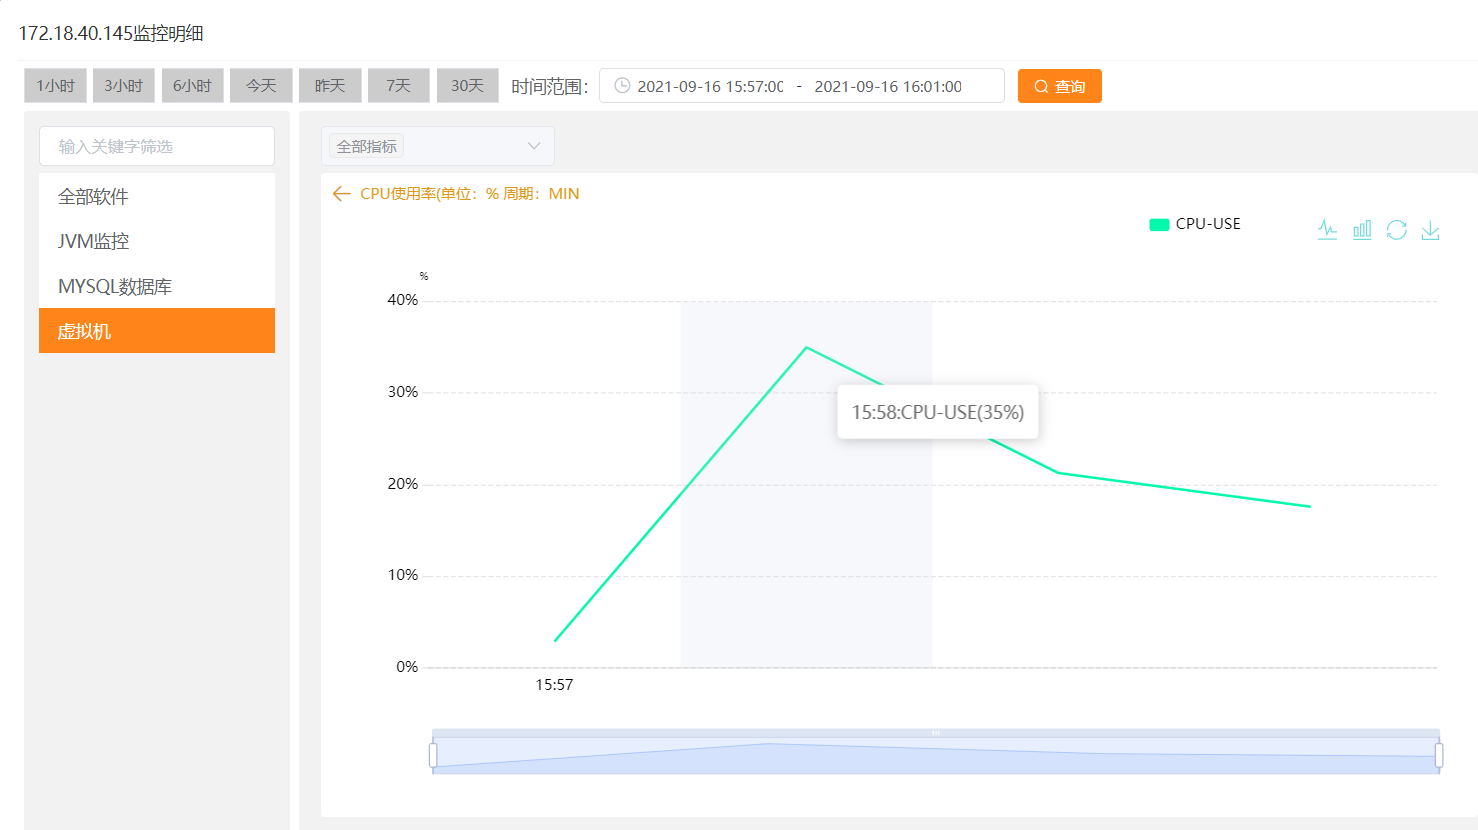 172.18.40.145监控明细
1小时 3小时 6小时 今天 昨天 7天 30天 时间范围： 2021-09-16 15:57:00 - 2021-09-16 16:01:00 查询
输入关键字筛选
全部软件
JVM监控
MYSQL数据库
虚拟机
全部指标
CPU使用率(单位：% 周期：MIN
CPU-USE
%
40%
30%
15:58:CPU-USE(35%)
20%
10%
0%
15:57